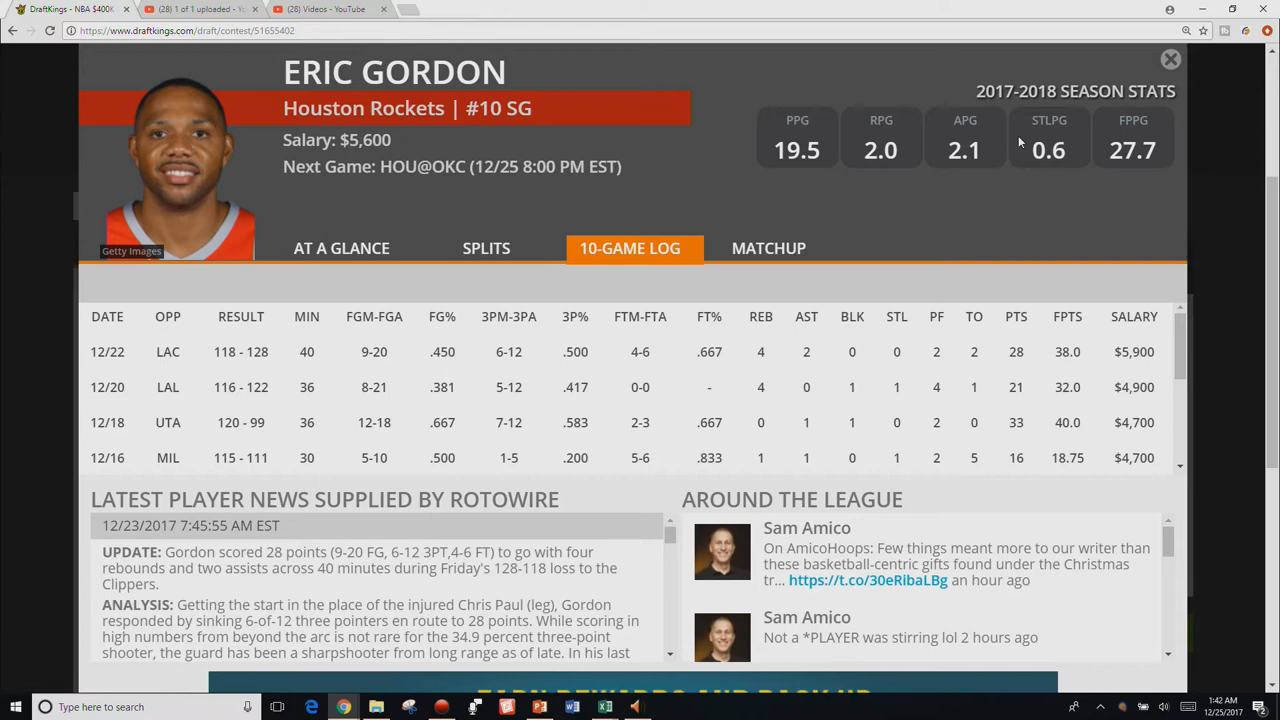 DraftKings - NBA $400K
(28) 1 of 1 uploaded - Yo
(28) Videos - YouTube
https://www.draftkings.com/draft/contest/51655402
ERIC GORDON
Houston Rockets | #10 SG
Salary: $5,600
Next Game: HOU@OKC (12/25 8:00 PM EST)
Getty Images
2017-2018 SEASON STATS
PPG RPG APG STLPG FPPG
19.5 2.0 2.1 0.6 27.7
AT A GLANCE SPLITS 10-GAME LOG MATCHUP
DATE OPP RESULT MIN FGM-FGA FG% 3PM-3PA 3P% FTM-FTA FT% REB AST BLK STL PF TO PTS FPTS SALARY
12/22 LAC 118 - 128 40 9-20 .450 6-12 .500 4-6 .667 4 2 0 0 2 2 28 38.0 $5,900
12/20 LAL 116 - 122 36 8-21 .381 5-12 .417 0-0 - 4 0 1 1 4 1 21 32.0 $4,900
12/18 UTA 120 - 99 36 12-18 .667 7-12 .583 2-3 .667 0 1 1 0 2 0 33 40.0 $4,700
12/16 MIL 115 - 111 30 5-10 .500 1-5 .200 5-6 .833 1 1 0 1 2 5 16 18.75 $4,700
LATEST PLAYER NEWS SUPPLIED BY ROTOWIRE
12/23/2017 7:45:55 AM EST
UPDATE: Gordon scored 28 points (9-20 FG, 6-12 3PT,4-6 FT) to go with four
rebounds and two assists across 40 minutes during Friday's 128-118 loss to the
Clippers.
ANALYSIS: Getting the start in the place of the injured Chris Paul (leg), Gordon
responded by sinking 6-of-12 three pointers en route to 28 points. While scoring in
high numbers from beyond the arc is not rare for the 34.9 percent three-point
shooter, the guard has been a sharpshooter from long range as of late. In his last
AROUND THE LEAGUE
Sam Amico
On AmicoHoops: Few things meant more to our writer than
these basketball-centric gifts found under the Christmas
tr... https://t.co/30eRibaLBg an hour ago
Sam Amico
Not a *PLAYER was stirring lol 2 hours ago
EARN REWARDS AND BACK UP
Type here to search
1:42 AM
12/25/2017
2